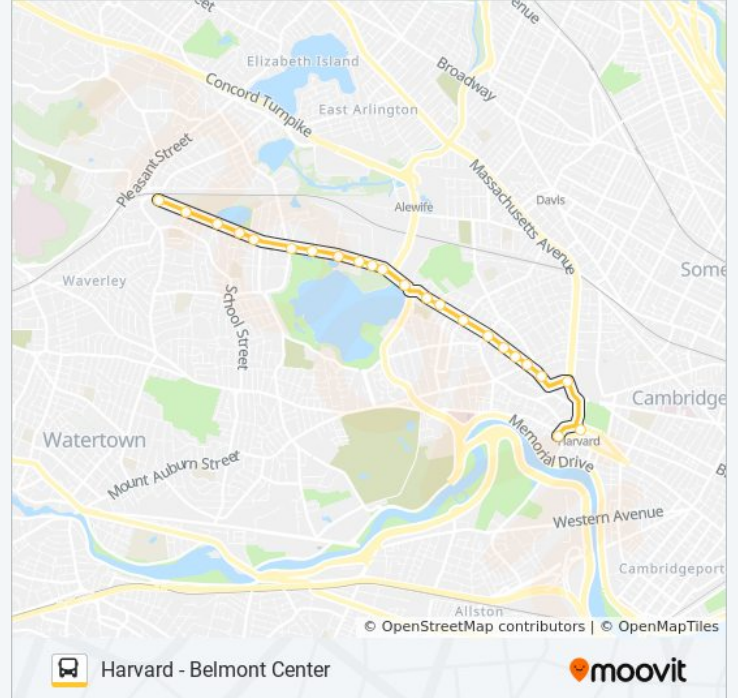 Elizabeth Island
Broadway
Concord Turnpike
East Arlington
Pleasant Street
Massachusetts Avenue
Davis
Alewife
Waverley
Some
School Street
Cambridge
Watertown
Memorial Drive
Harvard
Mount Auburn Street
Western Avenue
Cambridgeport
Allston
© OpenStreetMap contributors | © OpenMapTiles
Harvard - Belmont Center
moovit